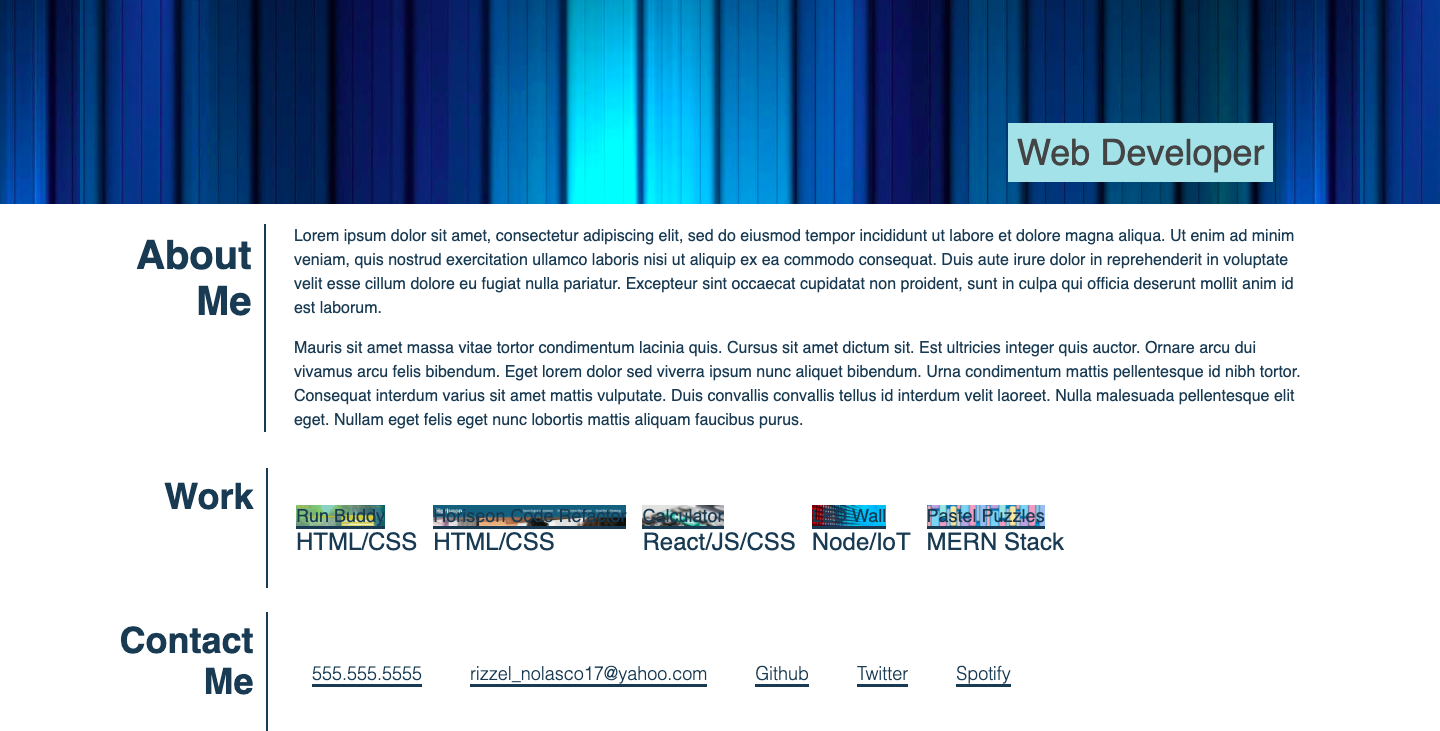 Web Developer
About
Me
Lorem ipsum dolor sit amet, consectetur adipiscing elit, sed do eiusmod tempor incididunt ut labore et dolore magna aliqua. Ut enim ad minim
veniam, quis nostrud exercitation ullamco laboris nisi ut aliquip ex ea commodo consequat. Duis aute irure dolor in reprehenderit in voluptate
velit esse cillum dolore eu fugiat nulla pariatur. Excepteur sint occaecat cupidatat non proident, sunt in culpa qui officia deserunt mollit anim id
est laborum.
Mauris sit amet massa vitae tortor condimentum lacinia quis. Cursus sit amet dictum sit. Est ultricies integer quis auctor. Ornare arcu dui
vivamus arcu felis bibendum. Eget lorem dolor sed viverra ipsum nunc aliquet bibendum. Urna condimentum mattis pellentesque id nibh tortor.
Consequat interdum varius sit amet mattis vulputate. Duis convallis convallis tellus id interdum velit laoreet. Nulla malesuada pellentesque elit
eget. Nullam eget felis eget nunc lobortis mattis aliquam faucibus purus.
Work
Run Buddy Horiseon Code Refactor Calculator Wall Pastel Puzzles
HTML/CSS HTML/CSS React/JS/CSS Node/IoT MERN Stack
Contact
Me
555.555.5555 rizzel_nolasco17@yahoo.com Github Twitter Spotify